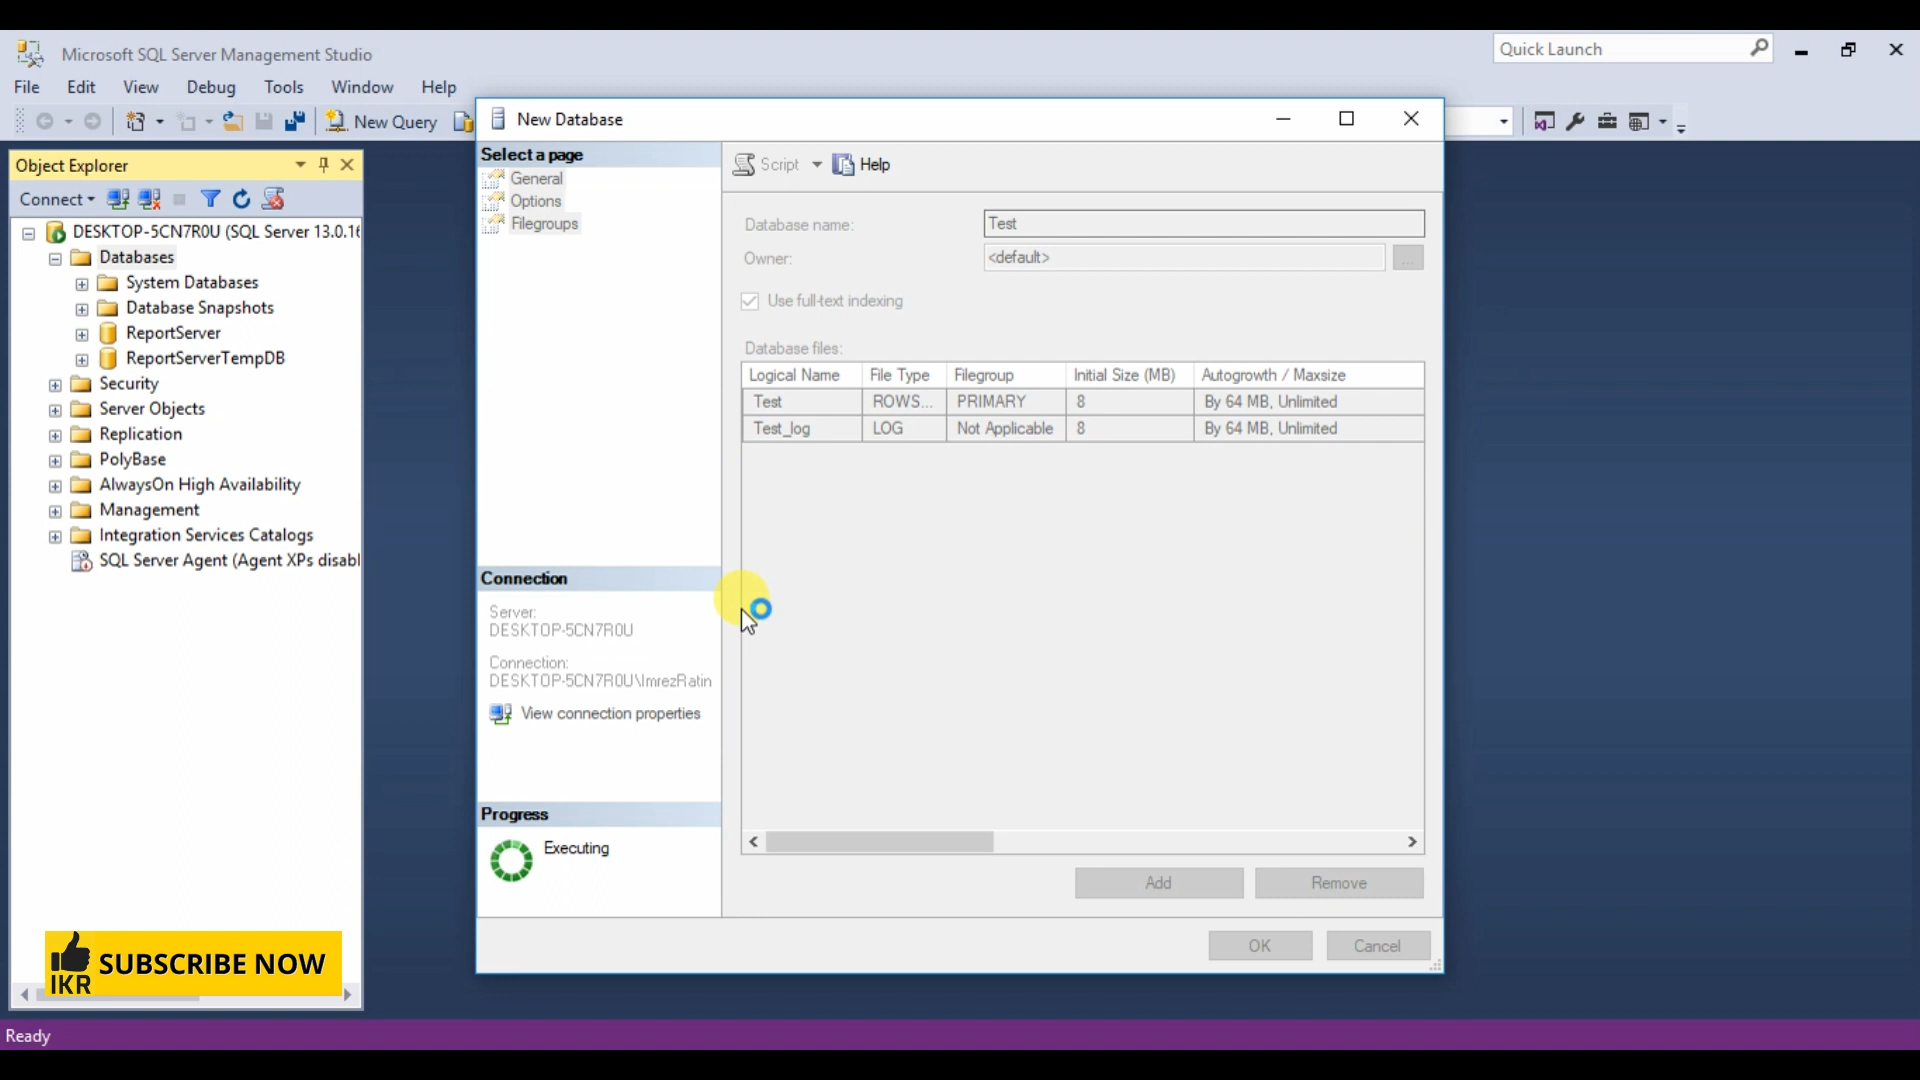 Microsoft SQL Server Management Studio
Quick Launch
File Edit View Debug Tools Window Help
New Query
Object Explorer
Connect
DESKTOP-5CN7R0U (SQL Server 13.0.16
Databases
System Databases
Database Snapshots
ReportServer
ReportServerTempDB
Security
Server Objects
Replication
PolyBase
AlwaysOn High Availability
Management
Integration Services Catalogs
SQL Server Agent (Agent XPs disabl
New Database
Select a page
General
Options
Filegroups
Script Help
Database name: Test
Owner: <default> ...
Use full-text indexing
Database files:
Logical Name File Type Filegroup Initial Size (MB) Autogrowth / Maxsize
Test ROWS... PRIMARY 8 By 64 MB, Unlimited
Test_log LOG Not Applicable 8 By 64 MB, Unlimited
Connection
Server:
DESKTOP-5CN7R0U
Connection:
DESKTOP-5CN7R0U\ImrezRatin
View connection properties
Progress
Executing
Add Remove
OK Cancel
SUBSCRIBE NOW
IKR
Ready